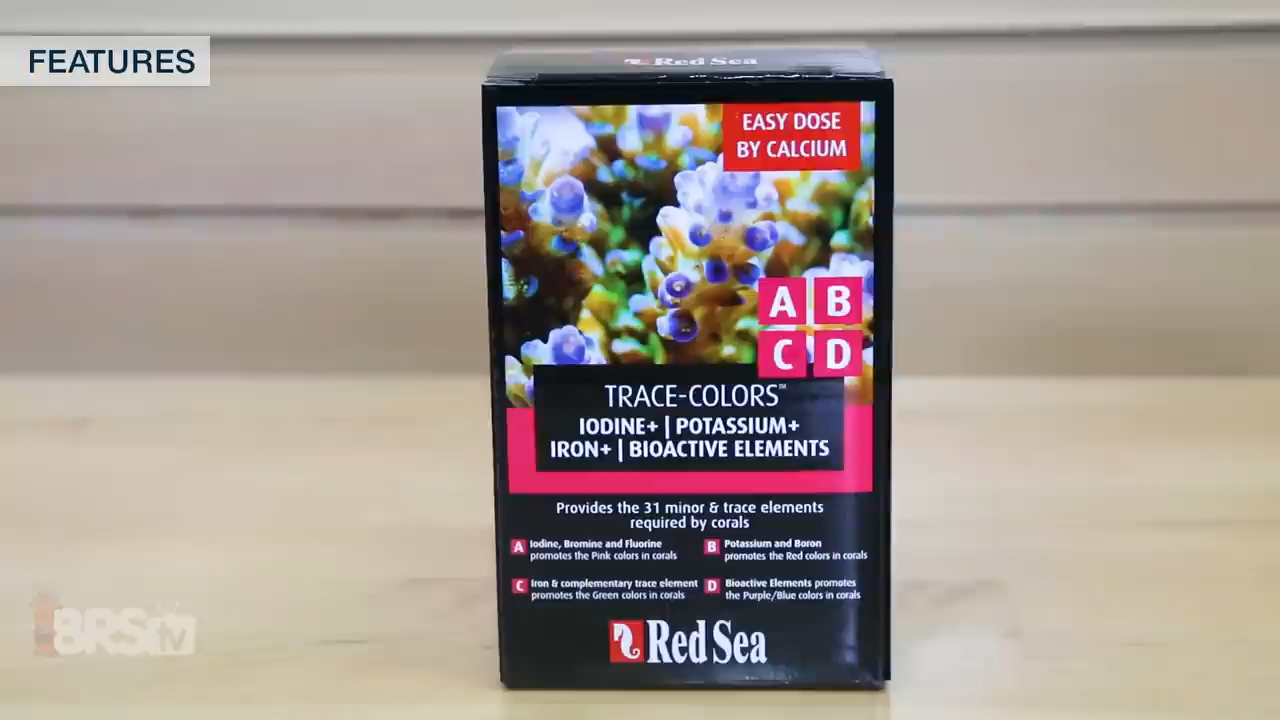 FEATURES
Red Sea
EASY DOSE
BY CALCIUM
A B
C D
TRACE-COLORS™
IODINE+ | POTASSIUM+
IRON+ | BIOACTIVE ELEMENTS
Provides the 31 minor & trace elements
required by corals
A Iodine, Bromine and Fluorine
promotes the Pink colors in corals
B Potassium and Boron
promotes the Red colors in corals
C Iron & complementary trace element
promotes the Green colors in corals
D Bioactive Elements promotes
the Purple/Blue colors in corals
Red Sea
BRStv